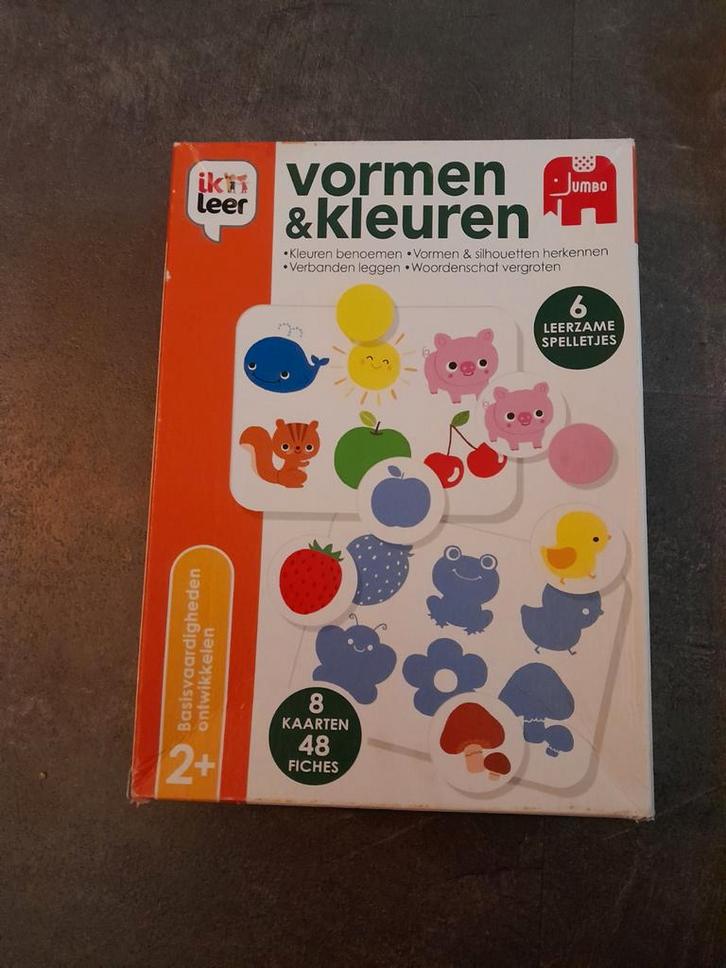 ik
leer
vormen
&kleuren
JUMBO
•Kleuren benoemen •Vormen & silhouetten herkennen
•Verbanden leggen •Woordenschat vergroten
6
LEERZAME
SPELLETJES
Basisvaardigheden
ontwikkelen
2+
8
KAARTEN
48
FICHES